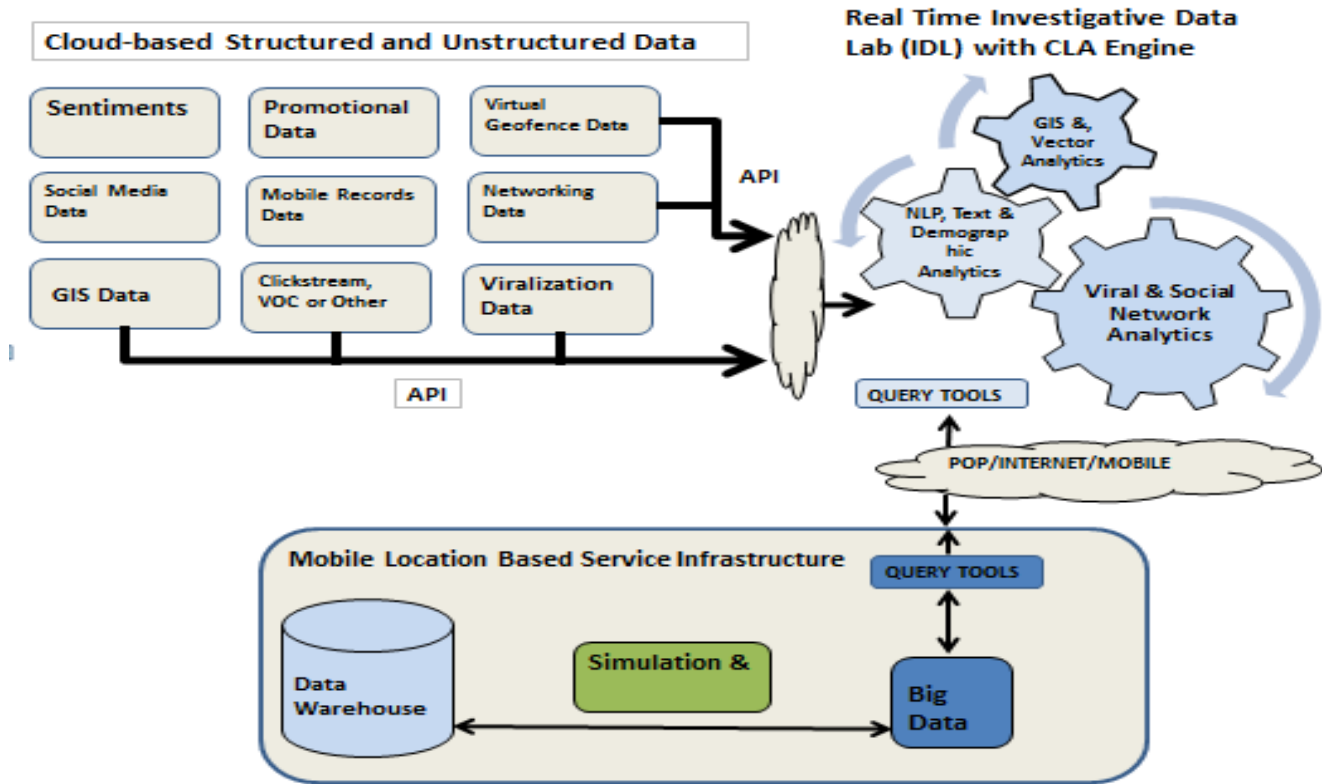 Cloud-based Structured and Unstructured Data
Real Time Investigative Data
Lab (IDL) with CLA Engine
Sentiments
Promotional
Data
Virtual
Geofence Data
Social Media
Data
Mobile Records
Data
Networking
Data
GIS Data
Clickstream,
VOC or Other
Viralization
Data
API
API
GIS &,
Vector
Analytics
NLP, Text &
Demograp
hic
Analytics
Viral & Social
Network
Analytics
QUERY TOOLS
POP/INTERNET/MOBILE
Mobile Location Based Service Infrastructure
QUERY TOOLS
Data
Warehouse
Simulation &
Big
Data